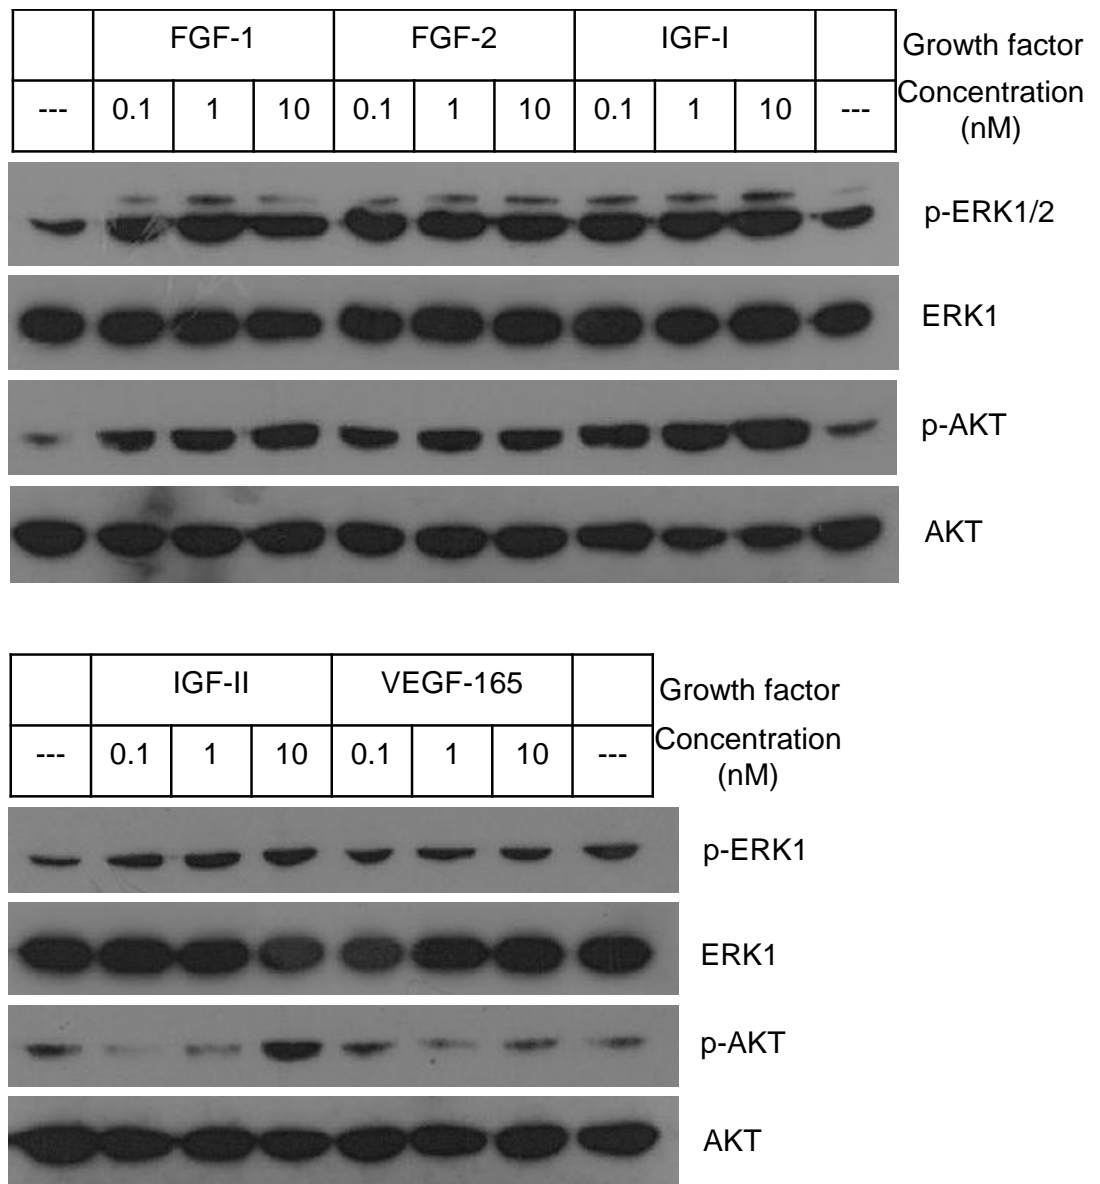 FGF-1 FGF-2 IGF-I Growth factor
--- 0.1 1 10 0.1 1 10 0.1 1 10 --- Concentration
(nM)
p-ERK1/2
ERK1
p-AKT
AKT
IGF-II VEGF-165 Growth factor
--- 0.1 1 10 0.1 1 10 --- Concentration
(nM)
p-ERK1
ERK1
p-AKT
AKT